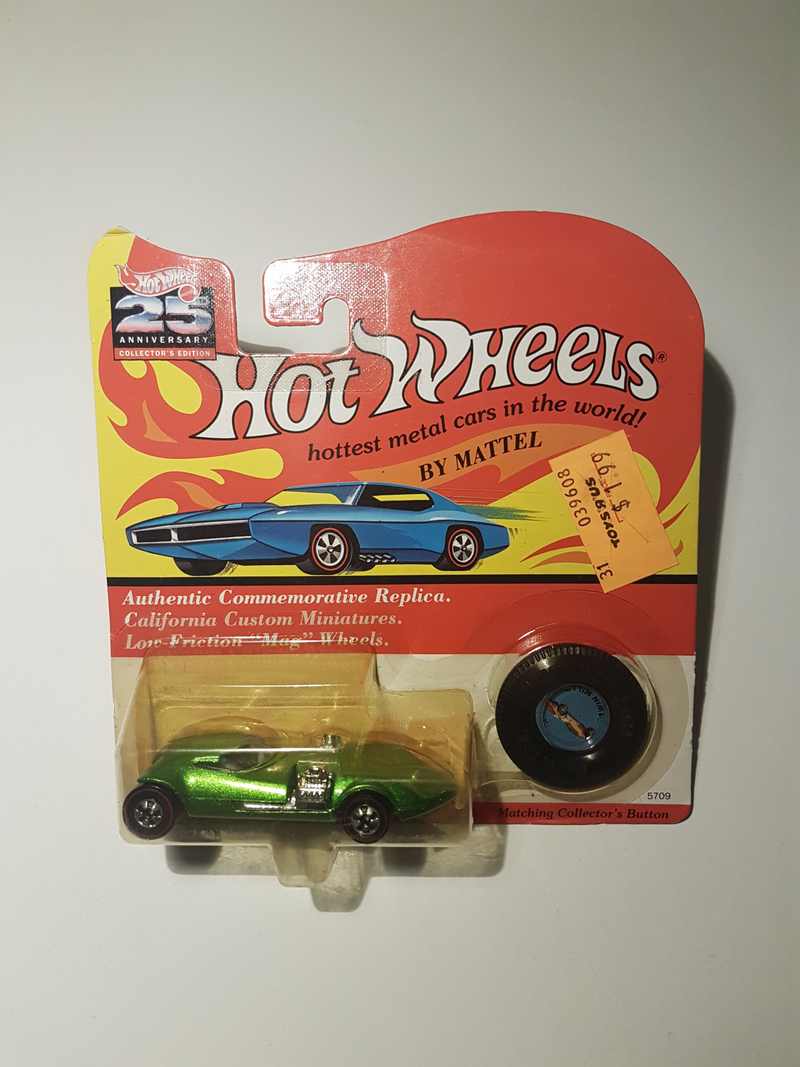 Hot Wheels
25
ANNIVERSARY
COLLECTOR'S EDITION
Hot Wheels®
hottest metal cars in the world!
BY MATTEL
$1.99
TOYS "R" US
039608
31
Authentic Commemorative Replica.
California Custom Miniatures.
Low-Friction "Mag" Wheels.
5709
Matching Collector's Button